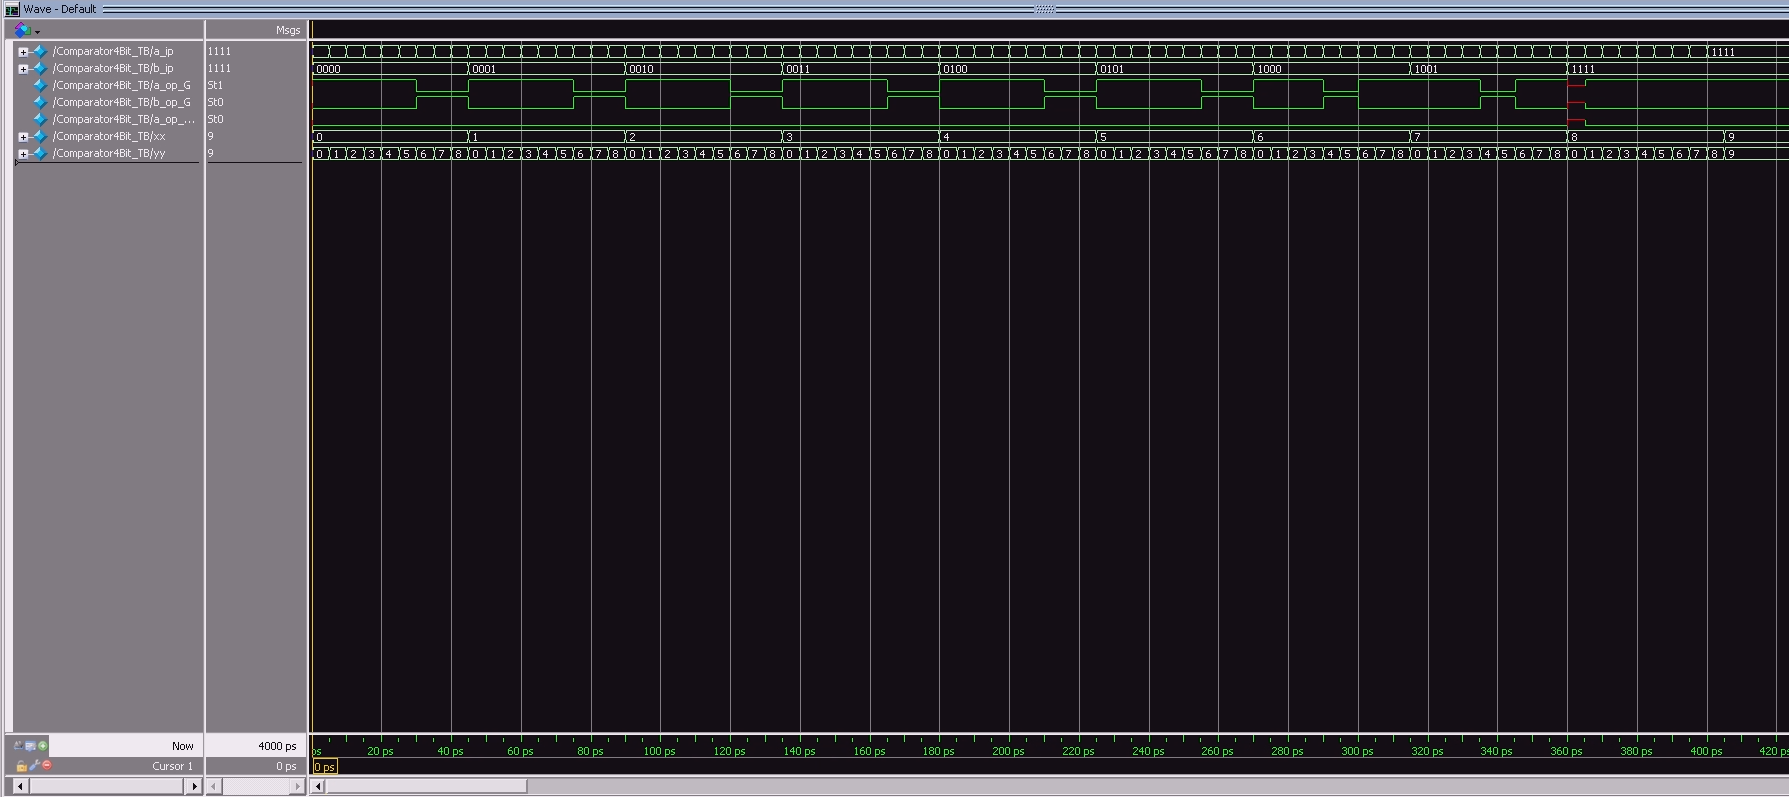 Wave - Default
Msgs
/Comparator4Bit_TB/a_ip 1111 1111
/Comparator4Bit_TB/b_ip 1111 0000 0001 0010 0011 0100 0101 1000 1001 1111
/Comparator4Bit_TB/a_op_G St1
/Comparator4Bit_TB/b_op_G St0
/Comparator4Bit_TB/a_op_... St0
/Comparator4Bit_TB/xx 9 0 1 2 3 4 5 6 7 8 9
/Comparator4Bit_TB/yy 9 0 1 2 3 4 5 6 7 8 0 1 2 3 4 5 6 7 8 0 1 2 3 4 5 6 7 8 0 1 2 3 4 5 6 7 8 0 1 2 3 4 5 6 7 8 0 1 2 3 4 5 6 7 8 0 1 2 3 4 5 6 7 8 0 1 2 3 4 5 6 7 8 0 1 2 3 4 5 6 7 8 9
Now 4000 ps ps 20 ps 40 ps 60 ps 80 ps 100 ps 120 ps 140 ps 160 ps 180 ps 200 ps 220 ps 240 ps 260 ps 280 ps 300 ps 320 ps 340 ps 360 ps 380 ps 400 ps 420 ps
Cursor 1 0 ps 0 ps